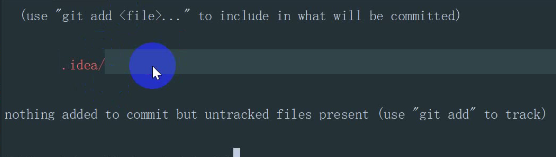 (use "git add <file>..." to include in what will be committed)
.idea/
nothing added to commit but untracked files present (use "git add" to track)